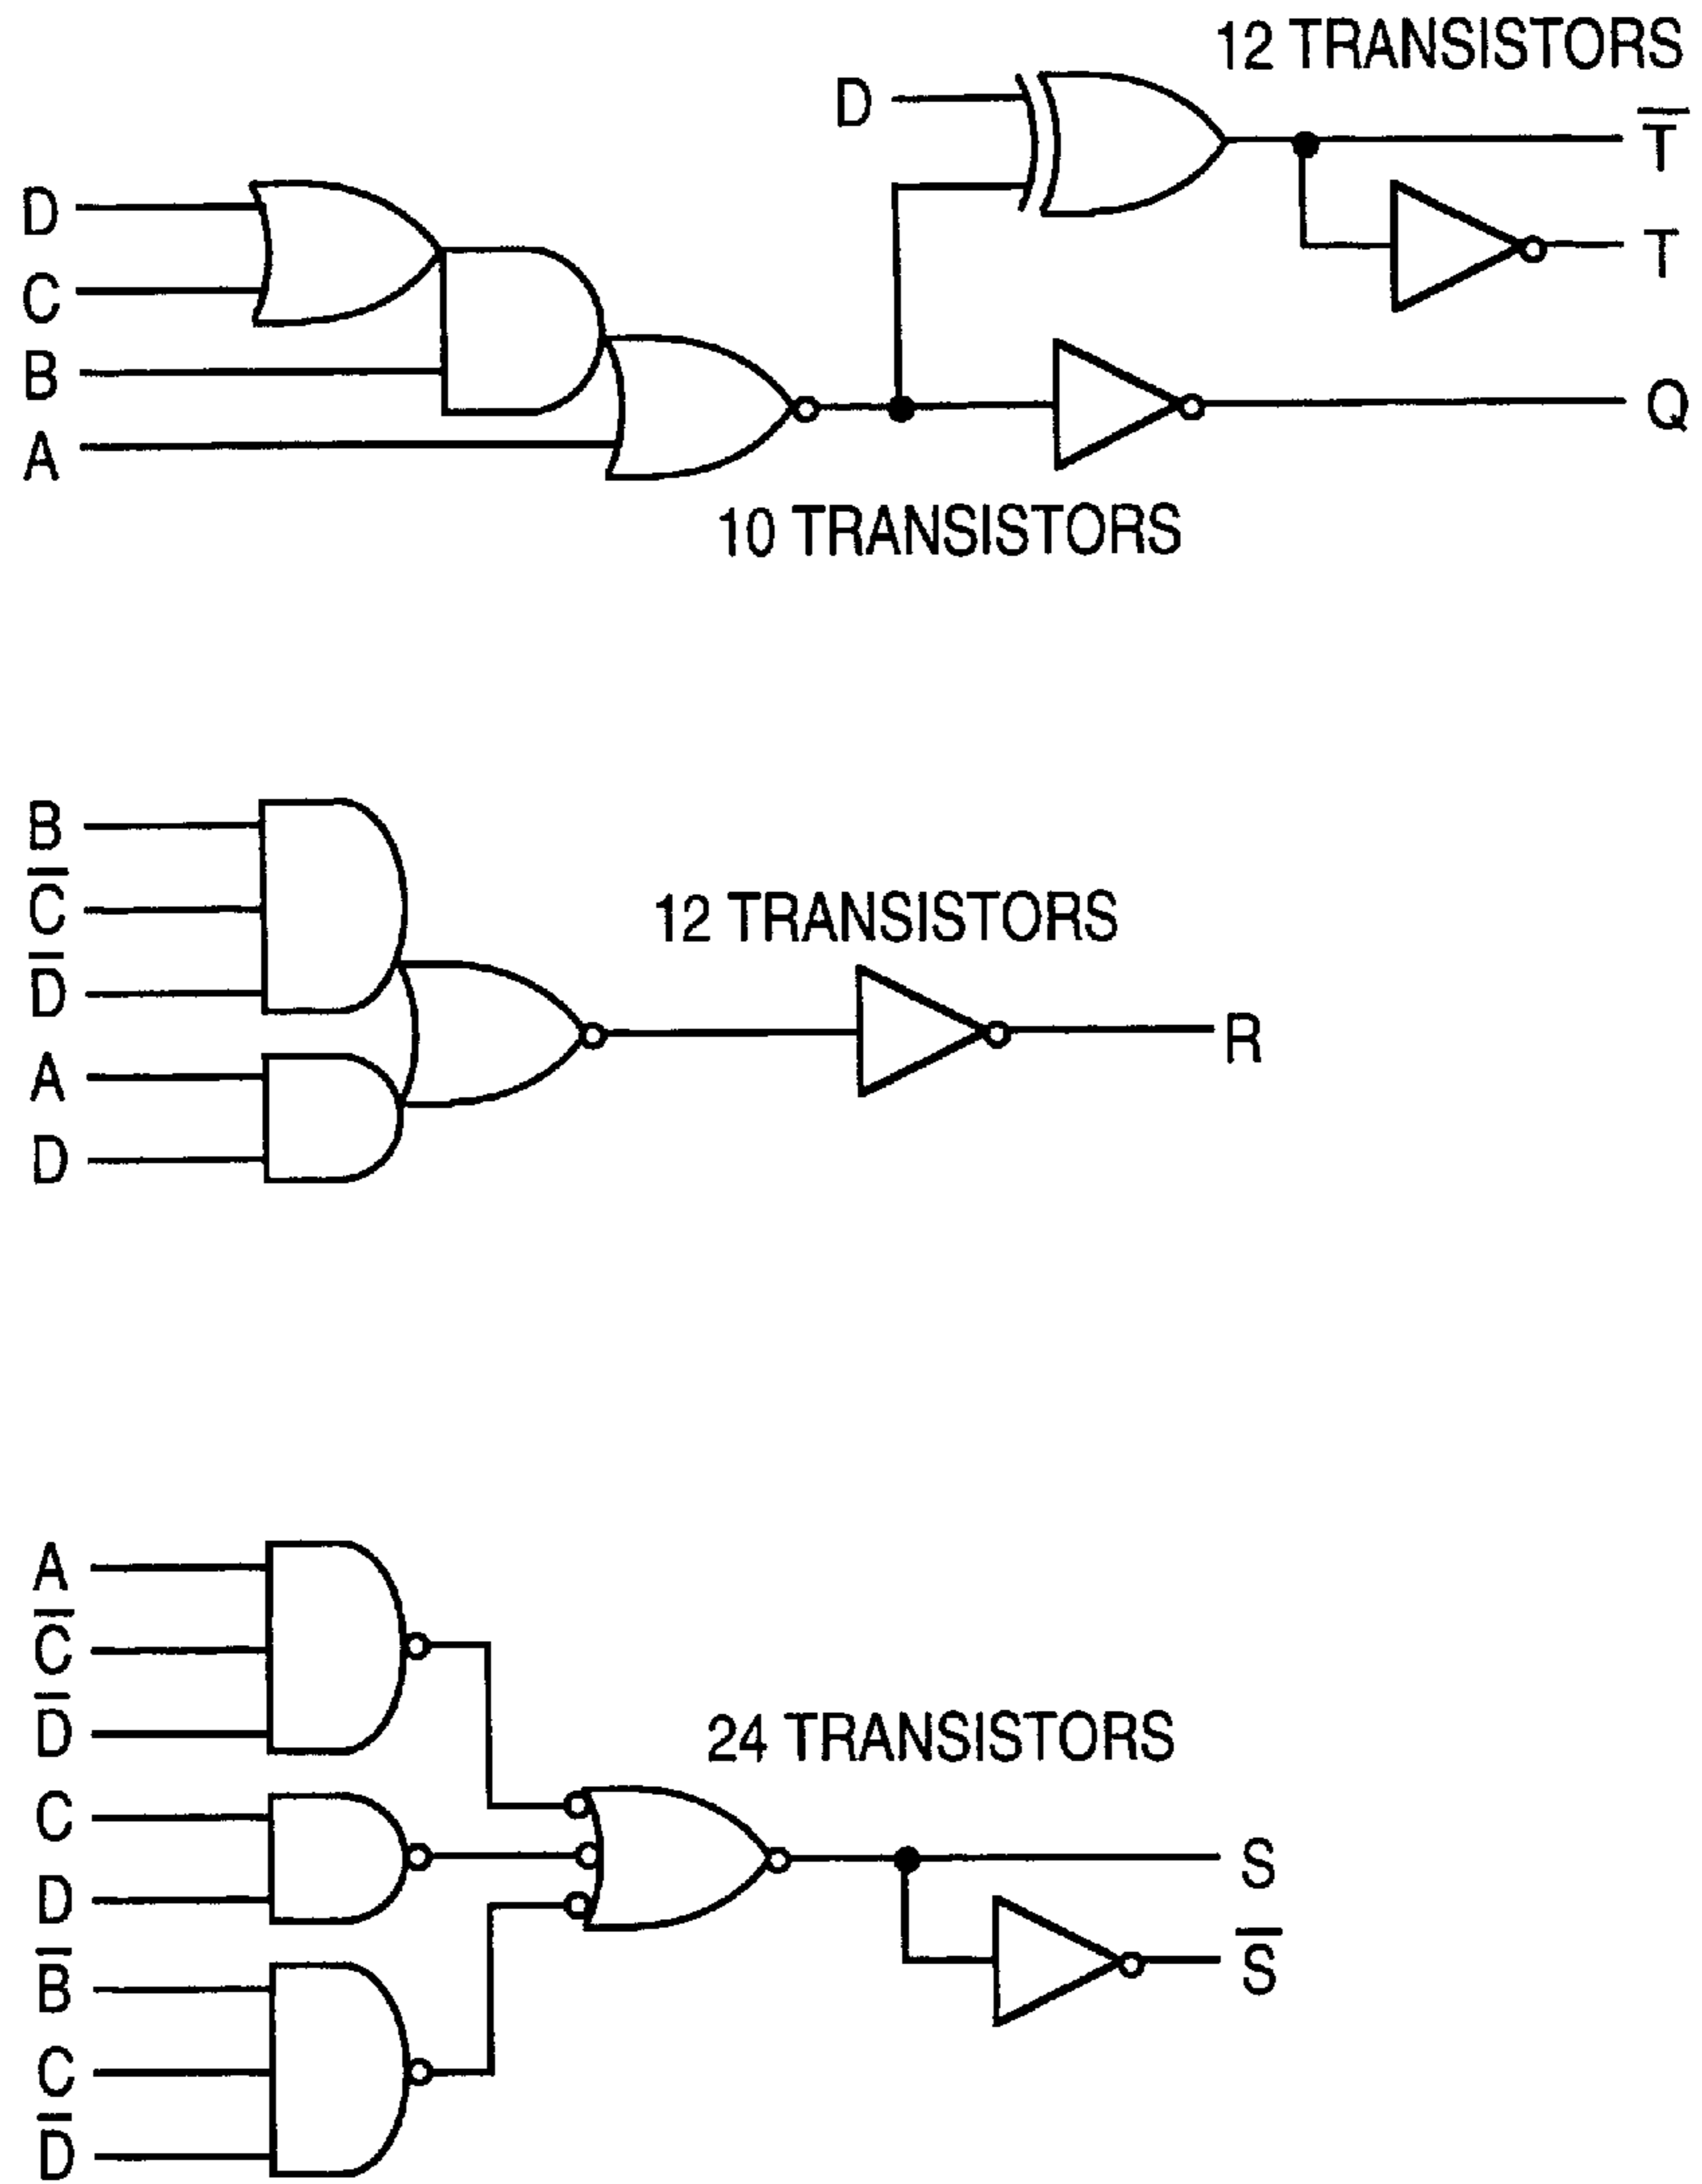 12 TRANSISTORS
D
T̅
D
T
C
B
Q
A
10 TRANSISTORS
B
C̅
12 TRANSISTORS
D̅
R
A
D
A
C̅
D̅
24 TRANSISTORS
C
S
D
B̅
S̅
C
D̅